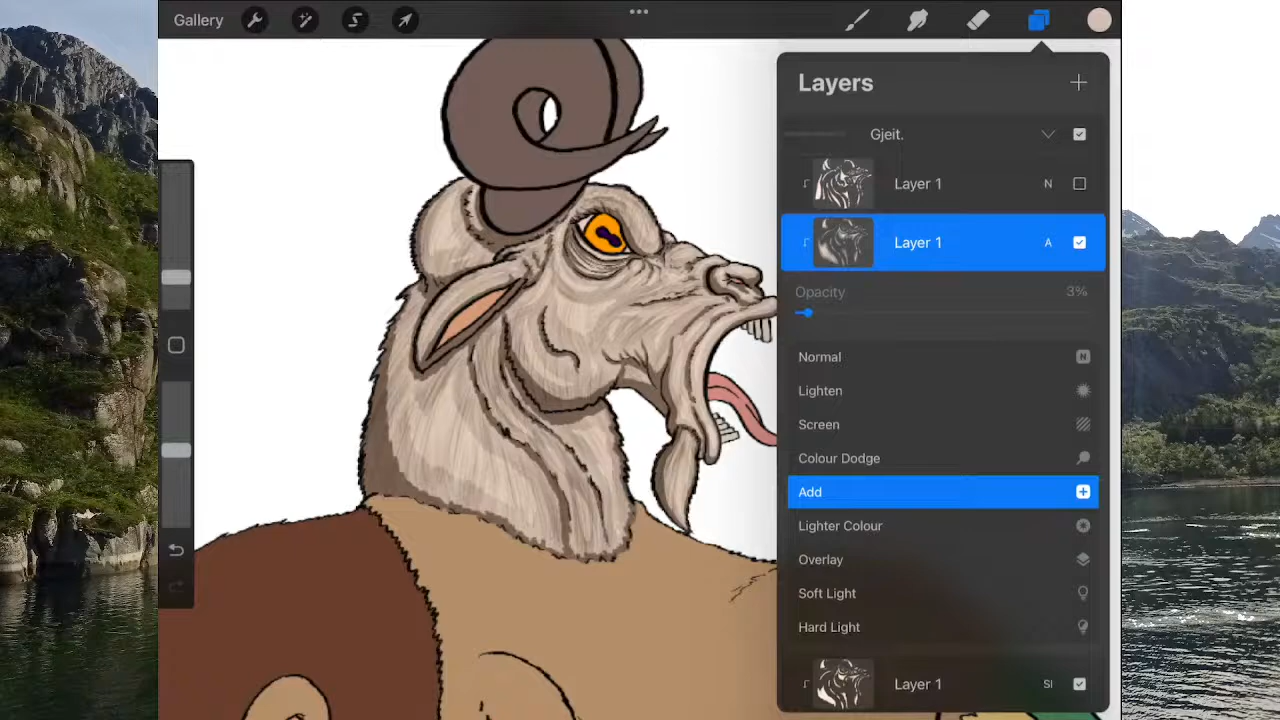 Gallery
Layers
Gjeit.
Layer 1 N
Layer 1 A
Opacity 3%
Normal N
Lighten
Screen
Colour Dodge
Add
Lighter Colour
Overlay
Soft Light
Hard Light
Layer 1 SI